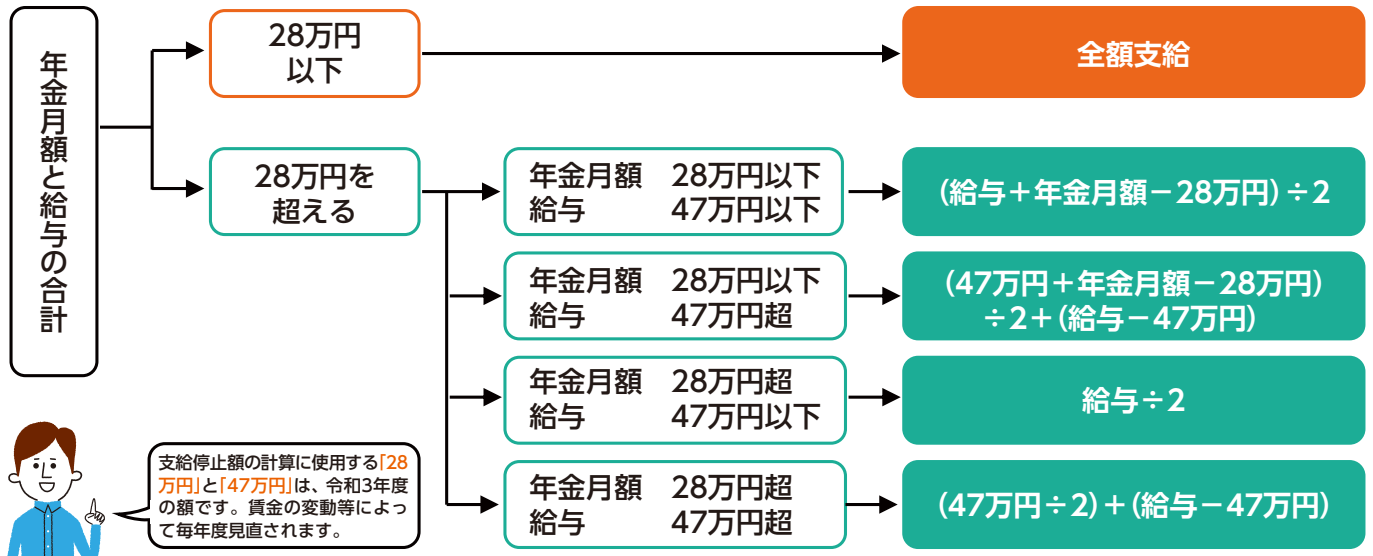 年金月額と給与の合計
28万円
以下
全額支給
28万円を
超える
年金月額 28万円以下
給与 47万円以下
(給与+年金月額-28万円)÷2
年金月額 28万円以下
給与 47万円超
(47万円+年金月額-28万円)
÷2+(給与-47万円)
年金月額 28万円超
給与 47万円以下
給与÷2
年金月額 28万円超
給与 47万円超
(47万円÷2)+(給与-47万円)
支給停止額の計算に使用する「28
万円」と「47万円」は、令和3年度
の額です。賃金の変動等によっ
て毎年度見直されます。